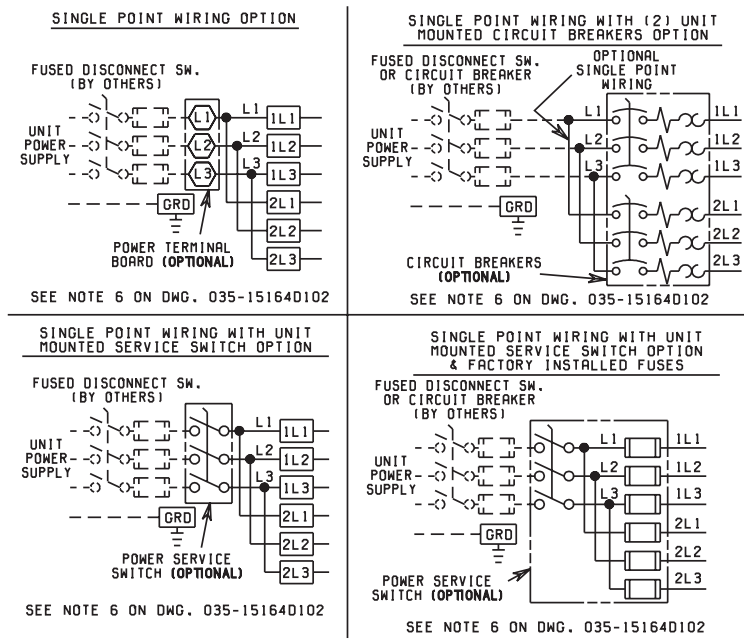 SINGLE POINT WIRING OPTION
FUSED DISCONNECT SW.
(BY OTHERS)
UNIT
POWER
SUPPLY
L1
L2
L3
L1
L2
L3
1L1
1L2
1L3
2L1
2L2
2L3
GRD
POWER TERMINAL
BOARD (OPTIONAL)
SEE NOTE 6 ON DWG. 035-15164D102
SINGLE POINT WIRING WITH (2) UNIT
MOUNTED CIRCUIT BREAKERS OPTION
FUSED DISCONNECT SW.
OR CIRCUIT BREAKER
(BY OTHERS)
OPTIONAL
SINGLE POINT
WIRING
UNIT
POWER
SUPPLY
L1
L2
L3
1L1
1L2
1L3
2L1
2L2
2L3
GRD
CIRCUIT BREAKERS
(OPTIONAL)
SEE NOTE 6 ON DWG. 035-15164D102
SINGLE POINT WIRING WITH UNIT
MOUNTED SERVICE SWITCH OPTION
FUSED DISCONNECT SW.
(BY OTHERS)
UNIT
POWER
SUPPLY
L1
L2
L3
1L1
1L2
1L3
2L1
2L2
2L3
GRD
POWER SERVICE
SWITCH (OPTIONAL)
SEE NOTE 6 ON DWG. 035-15164D102
SINGLE POINT WIRING WITH UNIT
MOUNTED SERVICE SWITCH OPTION
& FACTORY INSTALLED FUSES
FUSED DISCONNECT SW.
OR CIRCUIT BREAKER
(BY OTHERS)
UNIT
POWER
SUPPLY
L1
L2
L3
1L1
1L2
1L3
2L1
2L2
2L3
GRD
POWER SERVICE
SWITCH (OPTIONAL)
SEE NOTE 6 ON DWG. 035-15164D102